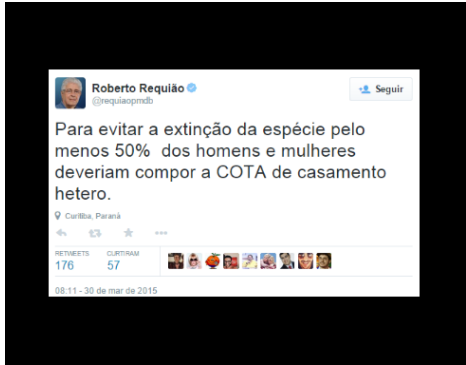 Roberto Requião
@requiaopmdb
Seguir
Para evitar a extinção da espécie pelo
menos 50% dos homens e mulheres
deveriam compor a COTA de casamento
hetero.
Curitiba, Paraná
RETWEETS CURTIRAM
176 57
08:11 - 30 de mar de 2015